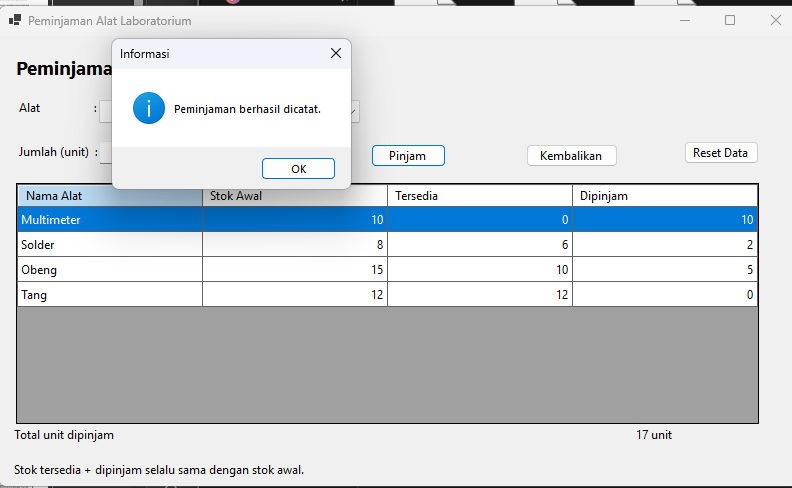 Peminjaman Alat Laboratorium
Informasi
Peminjama
Peminjaman berhasil dicatat.
Alat :
Jumlah (unit) :
OK
Pinjam
Kembalikan
Reset Data
Nama Alat Stok Awal Tersedia Dipinjam
Multimeter 10 0 10
Solder 8 6 2
Obeng 15 10 5
Tang 12 12 0
Total unit dipinjam 17 unit
Stok tersedia + dipinjam selalu sama dengan stok awal.